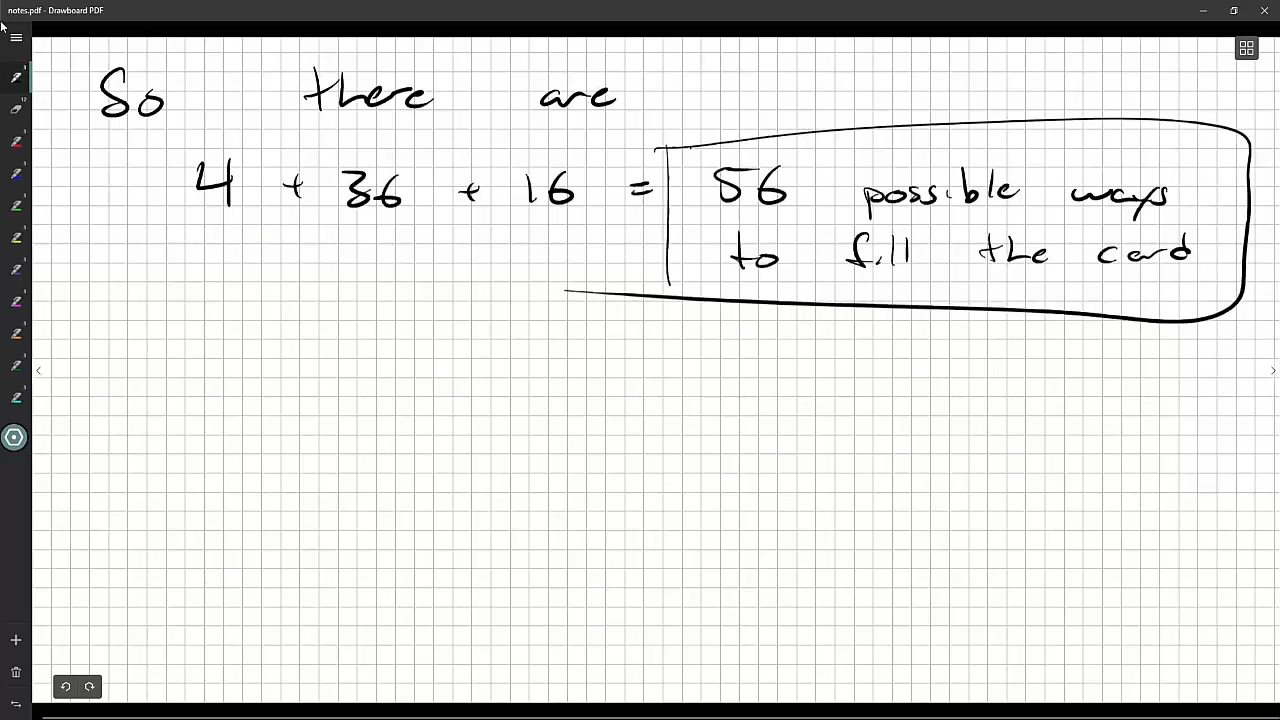 notes.pdf - Drawboard PDF
So there are
4 + 36 + 16 = 56 possible ways
to fill the card